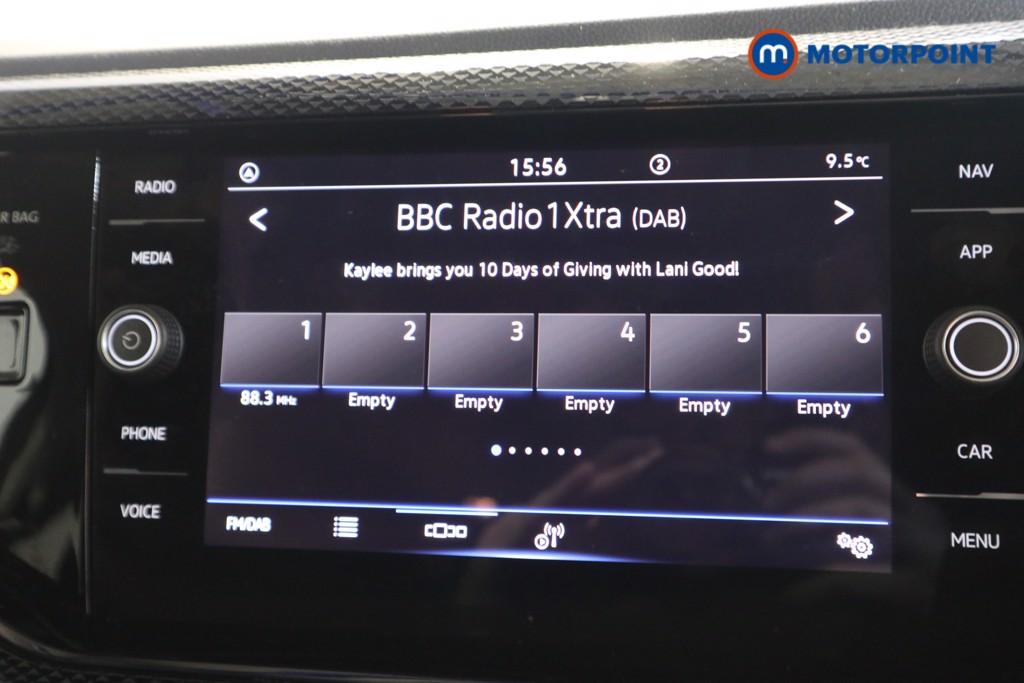 m MOTORPOINT
R BAG
RADIO
MEDIA
PHONE
VOICE
15:56
2
9.5°C
< BBC Radio 1Xtra (DAB) >
Kaylee brings you 10 Days of Giving with Lani Good!
1 2 3 4 5 6
88.3 MHz Empty Empty Empty Empty Empty
FM/DAB
NAV
APP
CAR
MENU